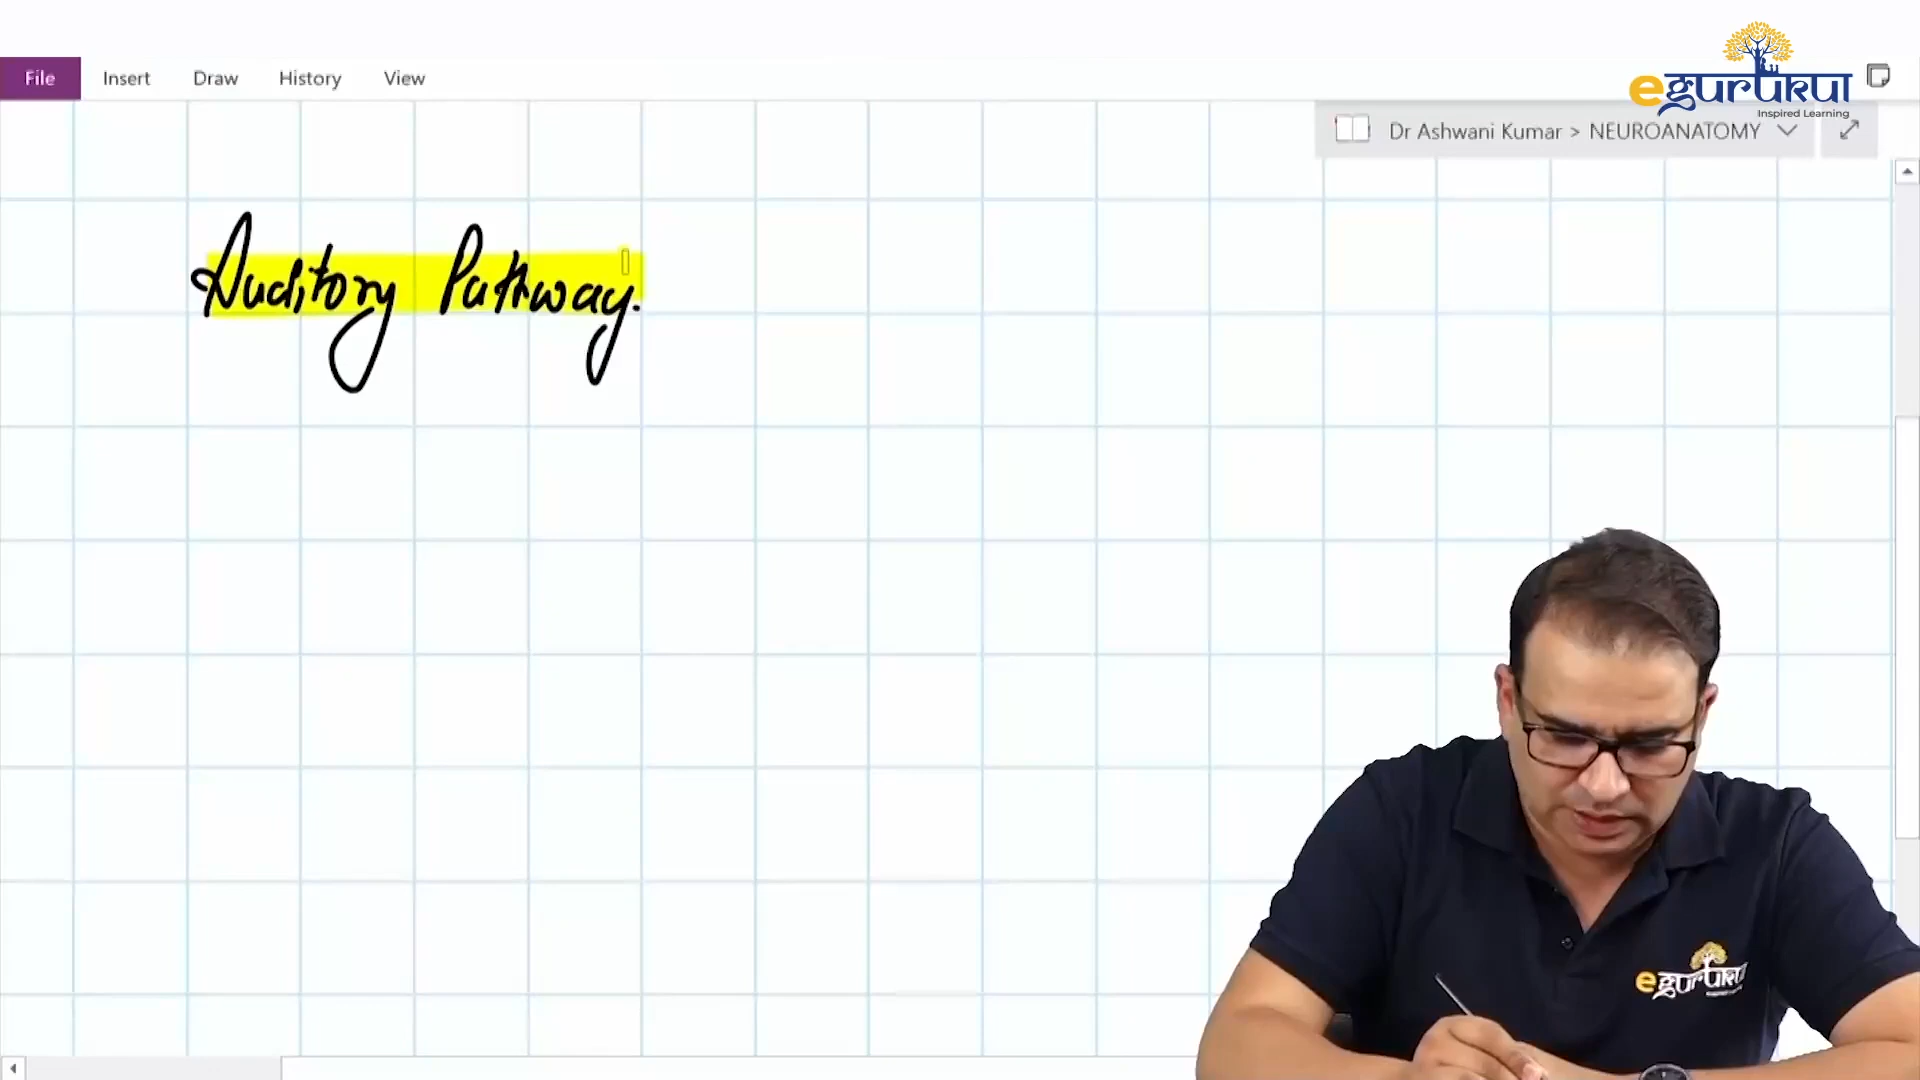 egurukul
Inspired Learning
File Insert Draw History View
Dr Ashwani Kumar > NEUROANATOMY
Auditory Pathway.
egurukul